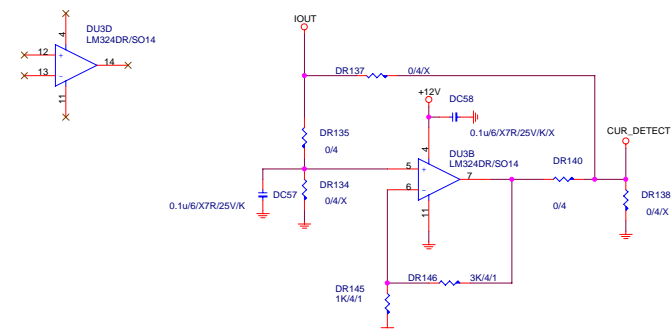 DU3D
LM324DR/SO14
4
12
+
14
13
-
11
IOUT
DR137
0/4/X
+12V
DC58
0.1u/6/X7R/25V/K/X
CUR_DETECT
DR135
0/4
DU3B
LM324DR/SO14
4
5
+
7
6
-
11
DR140
0/4
DR134
0/4/X
DC57
0.1u/6/X7R/25V/K
DR138
0/4/X
DR146
3K/4/1
DR145
1K/4/1